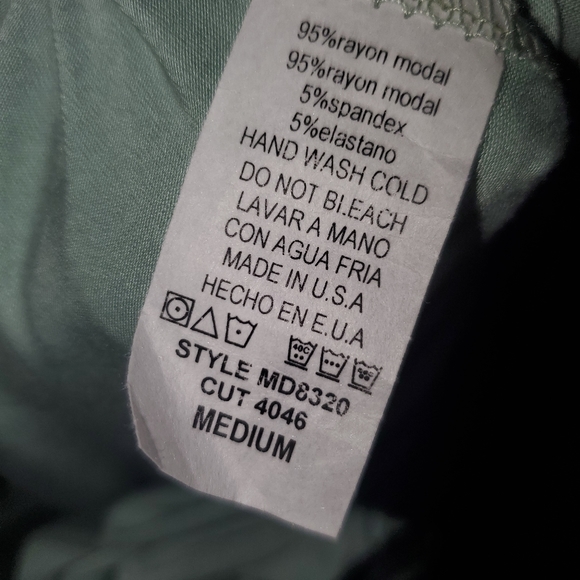 95%rayon modal
95%rayon modal
5%spandex
5%elastano
HAND WASH COLD
DO NOT BLEACH
LAVAR A MANO
CON AGUA FRIA
MADE IN U.S.A
HECHO EN E.U.A
40C
STYLE MD8320
CUT 4046
MEDIUM